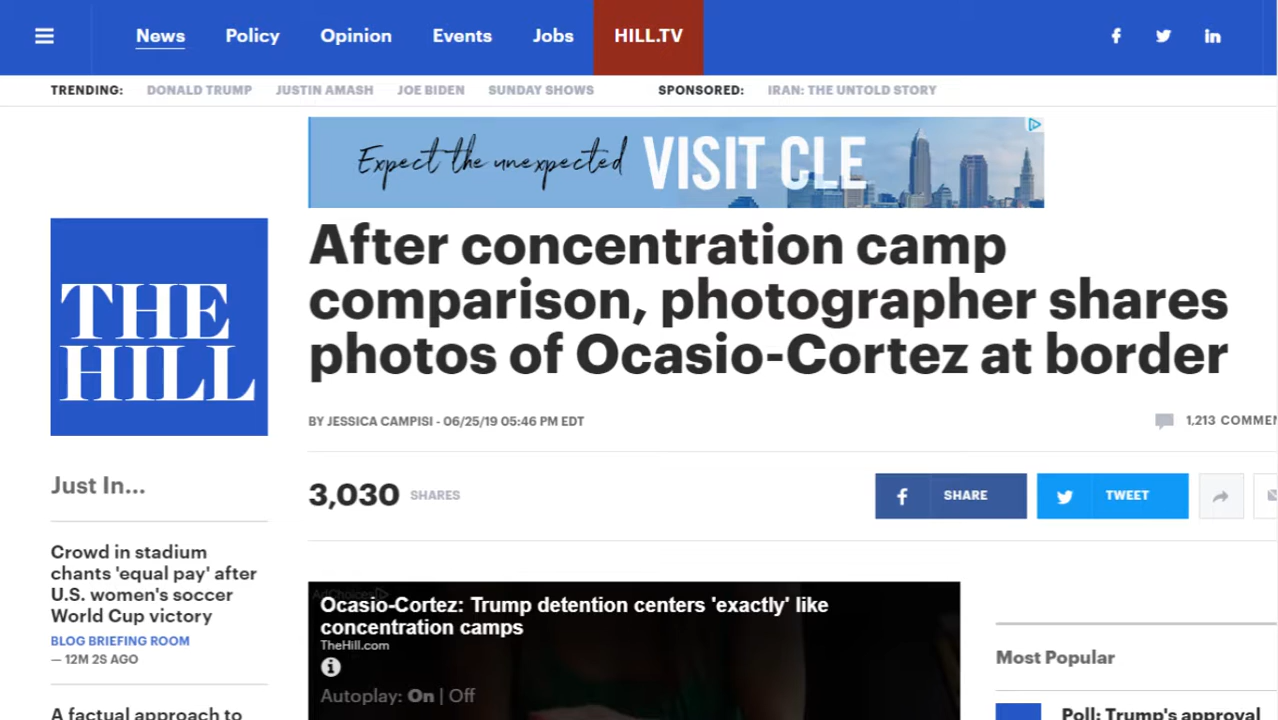 News Policy Opinion Events Jobs HILL.TV
TRENDING: DONALD TRUMP JUSTIN AMASH JOE BIDEN SUNDAY SHOWS SPONSORED: IRAN: THE UNTOLD STORY
Expect the unexpected VISIT CLE
THE
HILL
After concentration camp
comparison, photographer shares
photos of Ocasio-Cortez at border
BY JESSICA CAMPISI - 06/25/19 05:46 PM EDT
1,213 COMMEN
3,030 SHARES
SHARE
TWEET
Just In...
Crowd in stadium
chants 'equal pay' after
U.S. women's soccer
World Cup victory
BLOG BRIEFING ROOM
— 12M 2S AGO
A factual approach to
AdChoices
Ocasio-Cortez: Trump detention centers 'exactly' like
concentration camps
TheHill.com
Autoplay: On | Off
Most Popular
Poll: Trump's approval